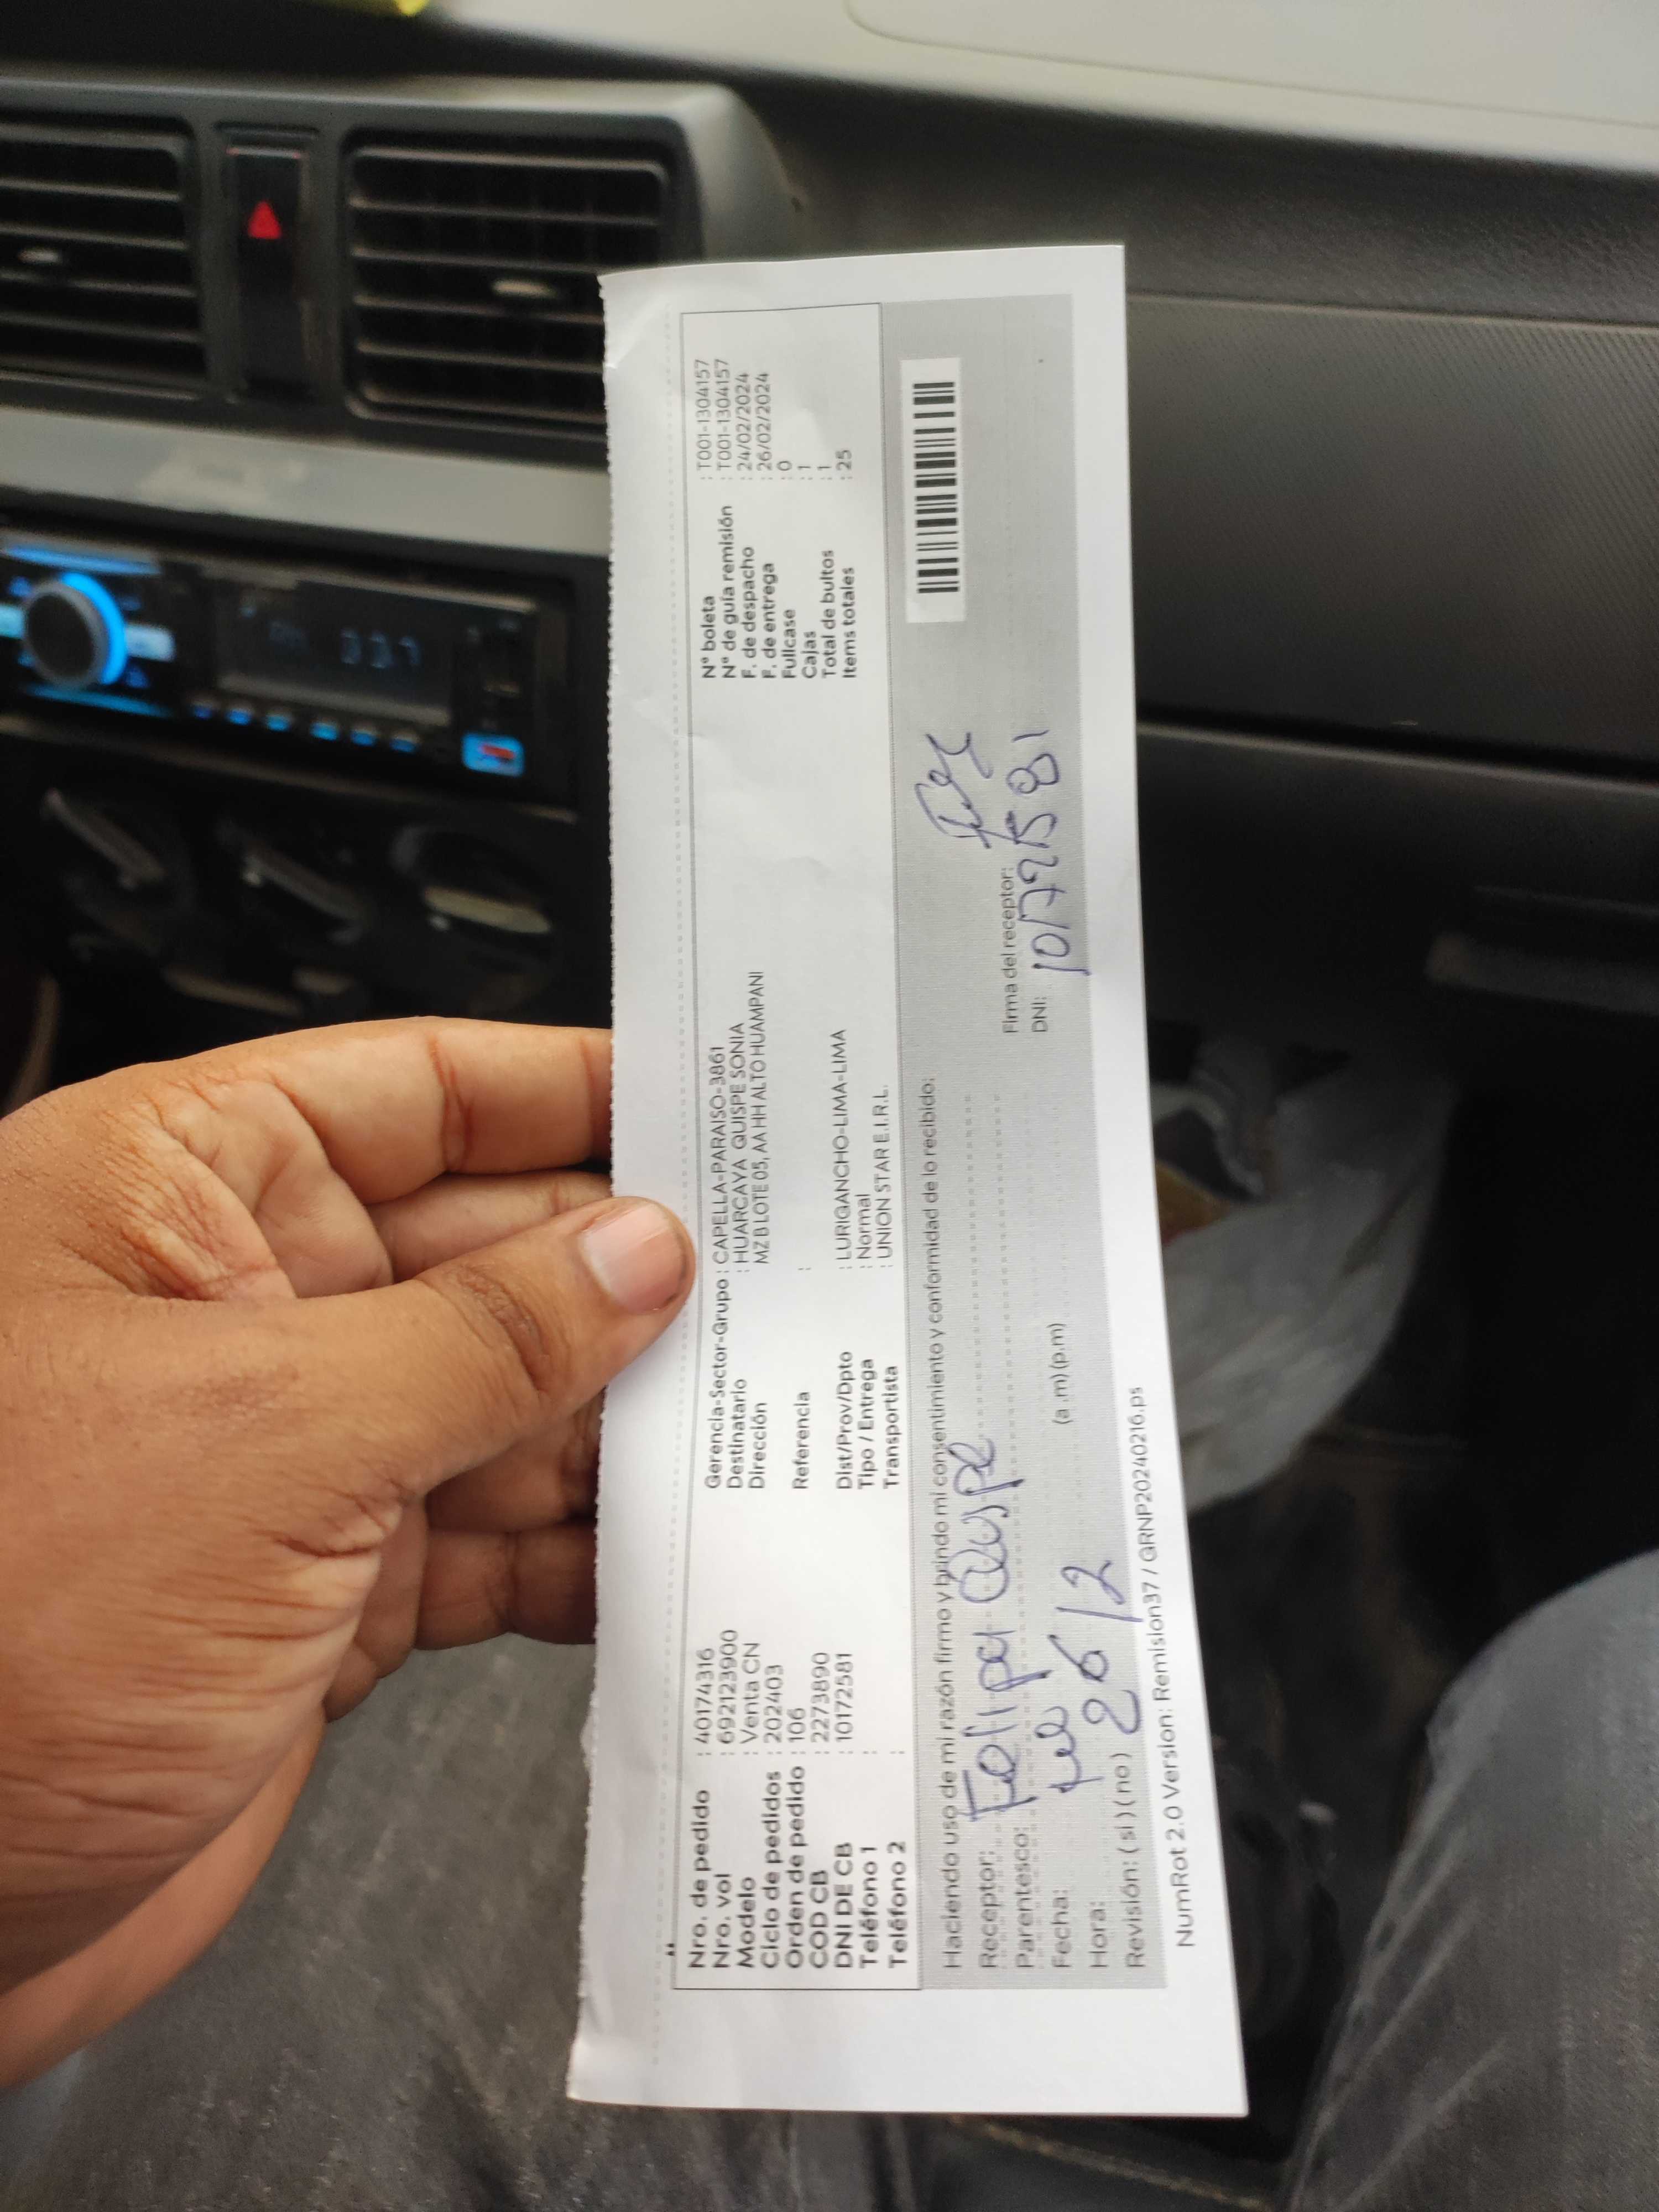 Nro. de pedido : 40174316
Nro. vol : 692123900
Modelo : Venta CN
Ciclo de pedidos : 202403
Orden de pedido : 106
COD CB : 2273890
DNI DE CB : 10172581
Teléfono 1 :
Teléfono 2 :
Gerencia-Sector-Grupo : CAPELLA-PARAISO-3861
Destinatario : HUARCAYA QUISPE SONIA
Dirección MZ B LOTE 05, AA HH ALTO HUAMPANI
Referencia :
Dist/Prov/Dpto : LURIGANCHO-LIMA-LIMA
Tipo / Entrega : Normal
Transportista : UNION STAR E.I.R.L.
N° boleta : T001-1304157
N° de guía remisión : T001-1304157
F. de despacho : 24/02/2024
F. de entrega : 26/02/2024
Fullcase : 0
Cajas : 1
Total de bultos : 1
Items totales : 25
Haciendo uso de mi razón firmo y brindo mi consentimiento y conformidad de lo recibido:
Receptor: Felipa Quspe
Parentesco:
Fecha: 26/2
Hora: (a.m) (p.m)
Revisión: ( si ) ( no )
Firma del receptor:
DNI: 10172581
NumRot 2.0 Version: Remision37 / GRNP20240216.ps